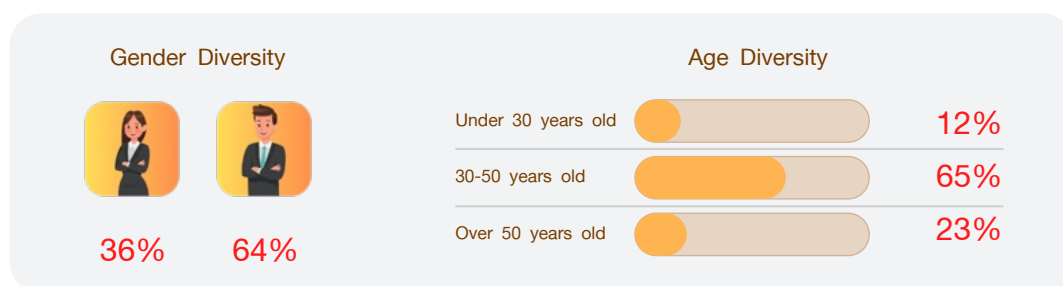 Gender Diversity
36% 64%
Age Diversity
Under 30 years old 12%
30-50 years old 65%
Over 50 years old 23%